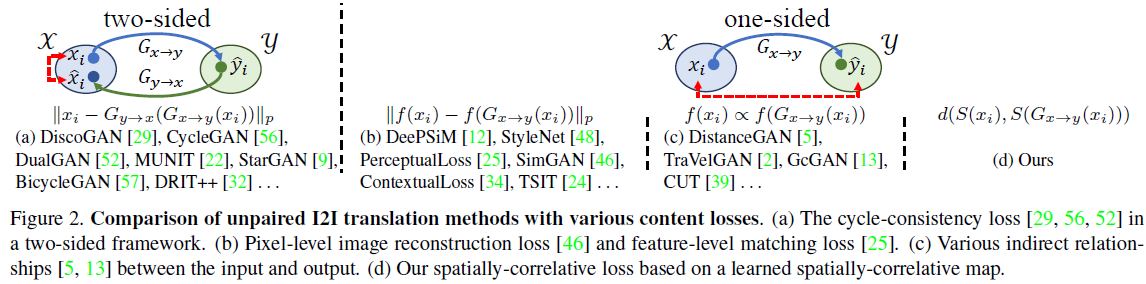 two-sided
one-sided
𝒳 𝒴 𝒳 𝒴
G_{x→y} G_{x→y}
x_i ŷ_i x_i ŷ_i
x̂_i G_{y→x}
‖x_i − G_{y→x}(G_{x→y}(x_i))‖_p
(a) DiscoGAN [29], CycleGAN [56],
DualGAN [52], MUNIT [22], StarGAN [9],
BicycleGAN [57], DRIT++ [32] . . .
‖f(x_i) − f(G_{x→y}(x_i))‖_p
(b) DeePSiM [12], StyleNet [48],
PerceptualLoss [25], SimGAN [46],
ContextualLoss [34], TSIT [24] . . .
f(x_i) ∝ f(G_{x→y}(x_i))
(c) DistanceGAN [5],
TraVelGAN [2], GcGAN [13],
CUT [39] . . .
d(S(x_i), S(G_{x→y}(x_i)))
(d) Ours
Figure 2. Comparison of unpaired I2I translation methods with various content losses. (a) The cycle-consistency loss [29, 56, 52] in
a two-sided framework. (b) Pixel-level image reconstruction loss [46] and feature-level matching loss [25]. (c) Various indirect relation-
ships [5, 13] between the input and output. (d) Our spatially-correlative loss based on a learned spatially-correlative map.